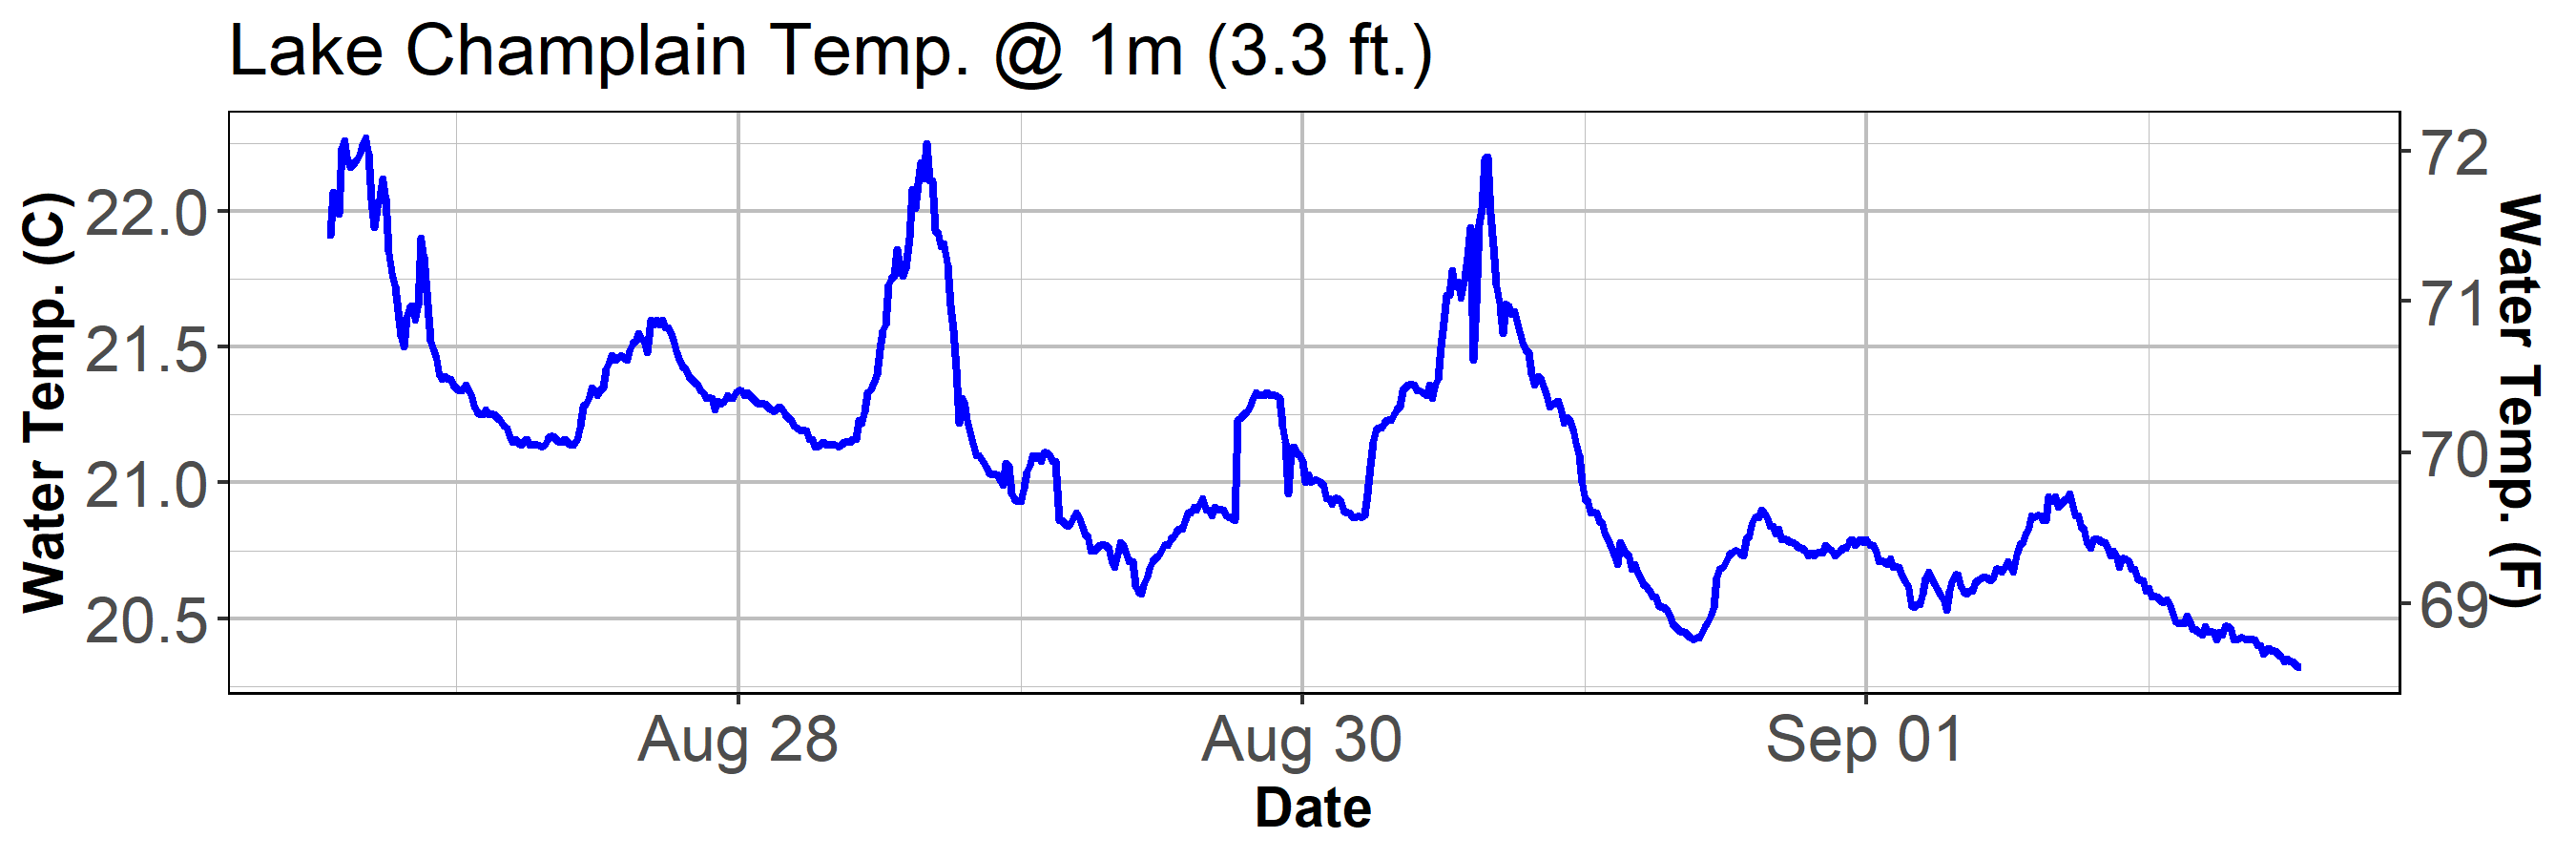 Lake Champlain Temp. @ 1m (3.3 ft.)
Water Temp. (C)
22.0
21.5
21.0
20.5
72
71
70
69
Water Temp. (F)
Aug 28
Aug 30
Sep 01
Date